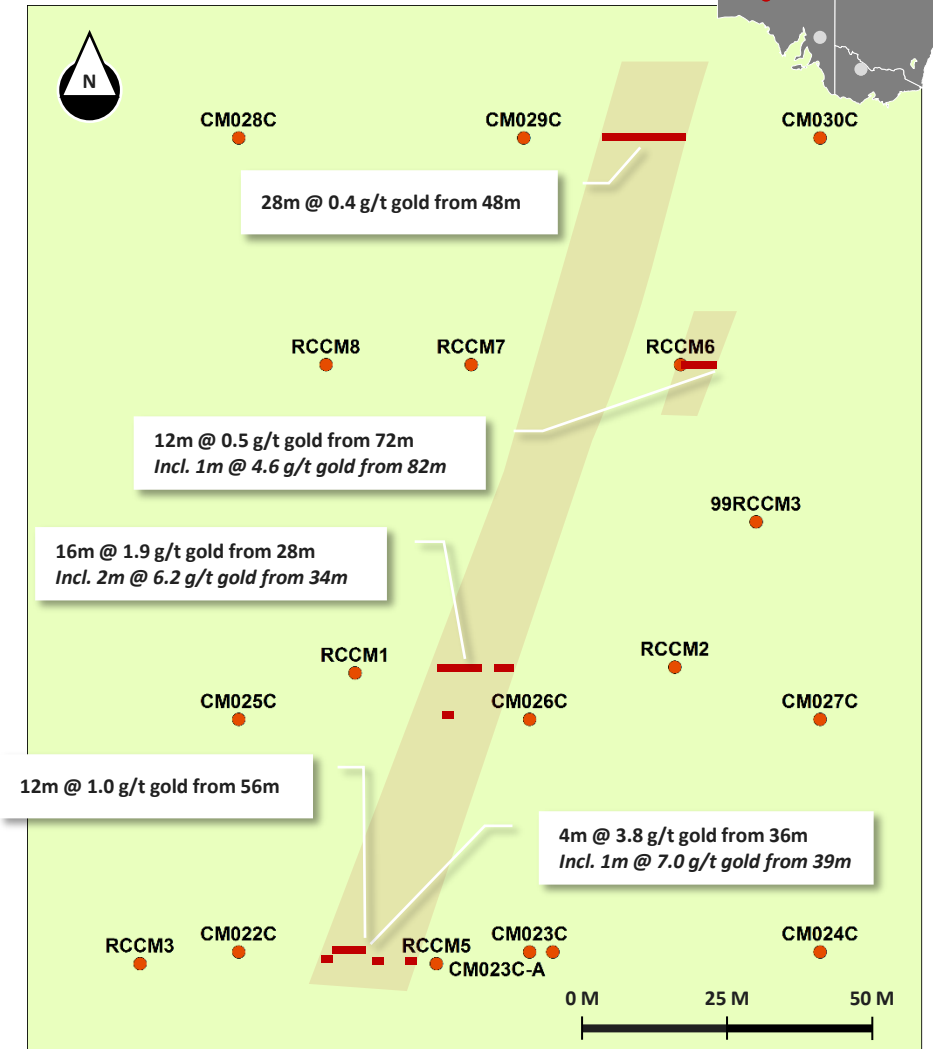 N
CM028C
CM029C
CM030C
28m @ 0.4 g/t gold from 48m
RCCM8
RCCM7
RCCM6
12m @ 0.5 g/t gold from 72m
Incl. 1m @ 4.6 g/t gold from 82m
99RCCM3
16m @ 1.9 g/t gold from 28m
Incl. 2m @ 6.2 g/t gold from 34m
RCCM1
RCCM2
CM025C
CM026C
CM027C
12m @ 1.0 g/t gold from 56m
4m @ 3.8 g/t gold from 36m
Incl. 1m @ 7.0 g/t gold from 39m
RCCM3
CM022C
RCCM5
CM023C
CM024C
CM023C-A
0 M
25 M
50 M